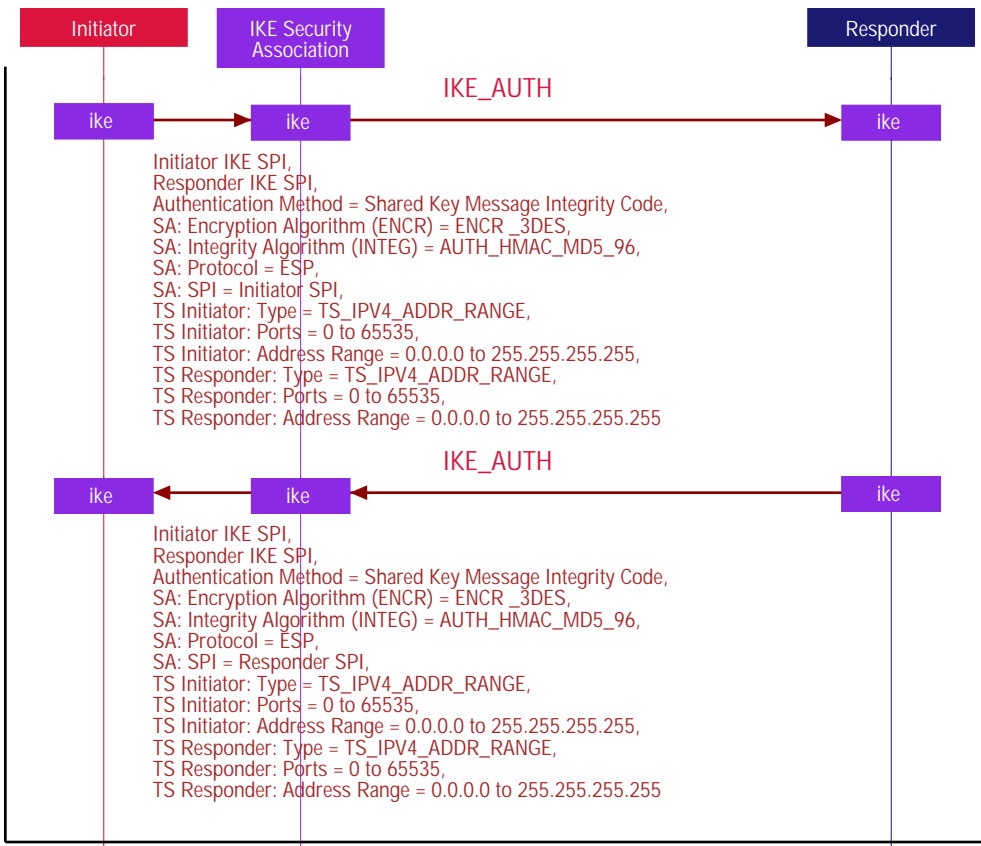 Initiator
IKE Security
Association
Responder
IKE_AUTH
ike
ike
ike
Initiator IKE SPI,
Responder IKE SPI,
Authentication Method = Shared Key Message Integrity Code,
SA: Encryption Algorithm (ENCR) = ENCR _3DES,
SA: Integrity Algorithm (INTEG) = AUTH_HMAC_MD5_96,
SA: Protocol = ESP,
SA: SPI = Initiator SPI,
TS Initiator: Type = TS_IPV4_ADDR_RANGE,
TS Initiator: Ports = 0 to 65535,
TS Initiator: Address Range = 0.0.0.0 to 255.255.255.255,
TS Responder: Type = TS_IPV4_ADDR_RANGE,
TS Responder: Ports = 0 to 65535,
TS Responder: Address Range = 0.0.0.0 to 255.255.255.255
IKE_AUTH
ike
ike
ike
Initiator IKE SPI,
Responder IKE SPI,
Authentication Method = Shared Key Message Integrity Code,
SA: Encryption Algorithm (ENCR) = ENCR _3DES,
SA: Integrity Algorithm (INTEG) = AUTH_HMAC_MD5_96,
SA: Protocol = ESP,
SA: SPI = Responder SPI,
TS Initiator: Type = TS_IPV4_ADDR_RANGE,
TS Initiator: Ports = 0 to 65535,
TS Initiator: Address Range = 0.0.0.0 to 255.255.255.255,
TS Responder: Type = TS_IPV4_ADDR_RANGE,
TS Responder: Ports = 0 to 65535,
TS Responder: Address Range = 0.0.0.0 to 255.255.255.255